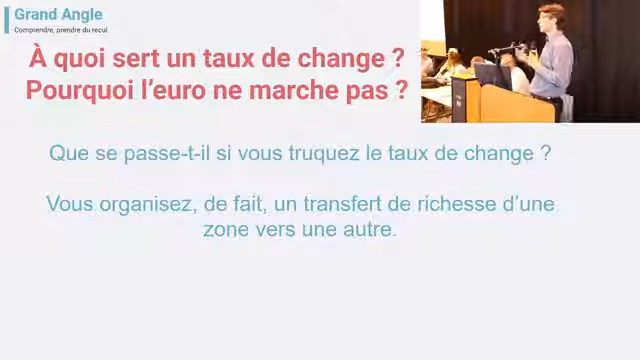 Grand Angle
Comprendre, prendre du recul
À quoi sert un taux de change ?
Pourquoi l’euro ne marche pas ?
Que se passe-t-il si vous truquez le taux de change ?
Vous organisez, de fait, un transfert de richesse d’une
zone vers une autre.